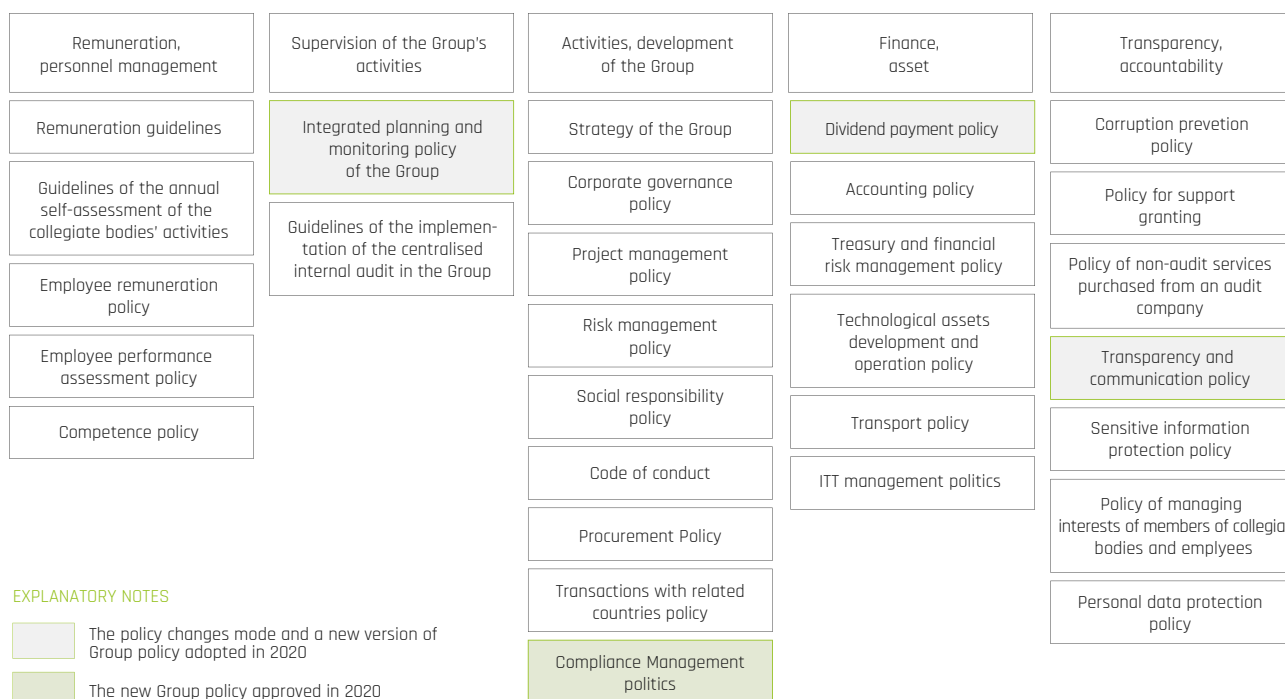 Remuneration,
personnel management
Remuneration guidelines
Guidelines of the annual
self-assessment of the
collegiate bodies' activities
Employee remuneration
policy
Employee performance
assessment policy
Competence policy
Supervision of the Group's
activities
Integrated planning and
monitoring policy
of the Group
Guidelines of the implemen-
tation of the centralised
internal audit in the Group
Activities, development
of the Group
Strategy of the Group
Corporate governance
policy
Project management
policy
Risk management
policy
Social responsibility
policy
Code of conduct
Procurement Policy
Transactions with related
countries policy
Compliance Management
politics
Finance,
asset
Dividend payment policy
Accounting policy
Treasury and financial
risk management policy
Technological assets
development and
operation policy
Transport policy
ITT management politics
Transparency,
accountability
Corruption prevetion
policy
Policy for support
granting
Policy of non-audit services
purchased from an audit
company
Transparency and
communication policy
Sensitive information
protection policy
Policy of managing
interests of members of collegia
bodies and emplyees
Personal data protection
policy
EXPLANATORY NOTES
The policy changes mode and a new version of
Group policy adopted in 2020
The new Group policy approved in 2020